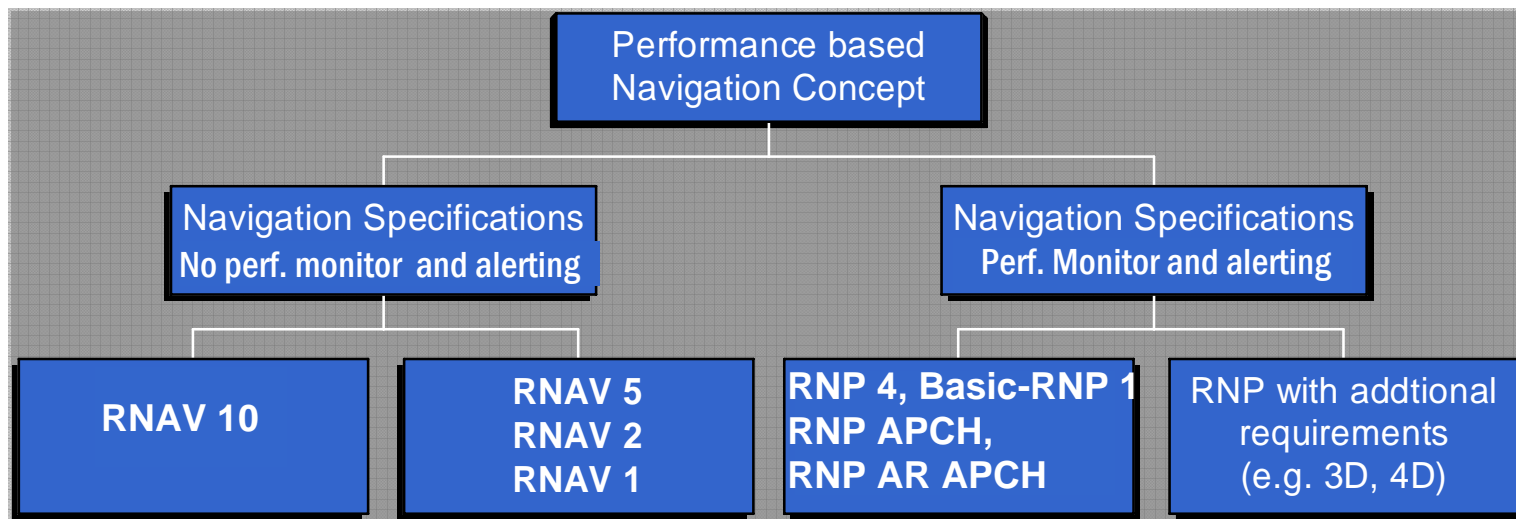 Performance based
Navigation Concept
Navigation Specifications
No perf. monitor and alerting
Navigation Specifications
Perf. Monitor and alerting
RNAV 10
RNAV 5
RNAV 2
RNAV 1
RNP 4, Basic-RNP 1
RNP APCH,
RNP AR APCH
RNP with addtional
requirements
(e.g. 3D, 4D)